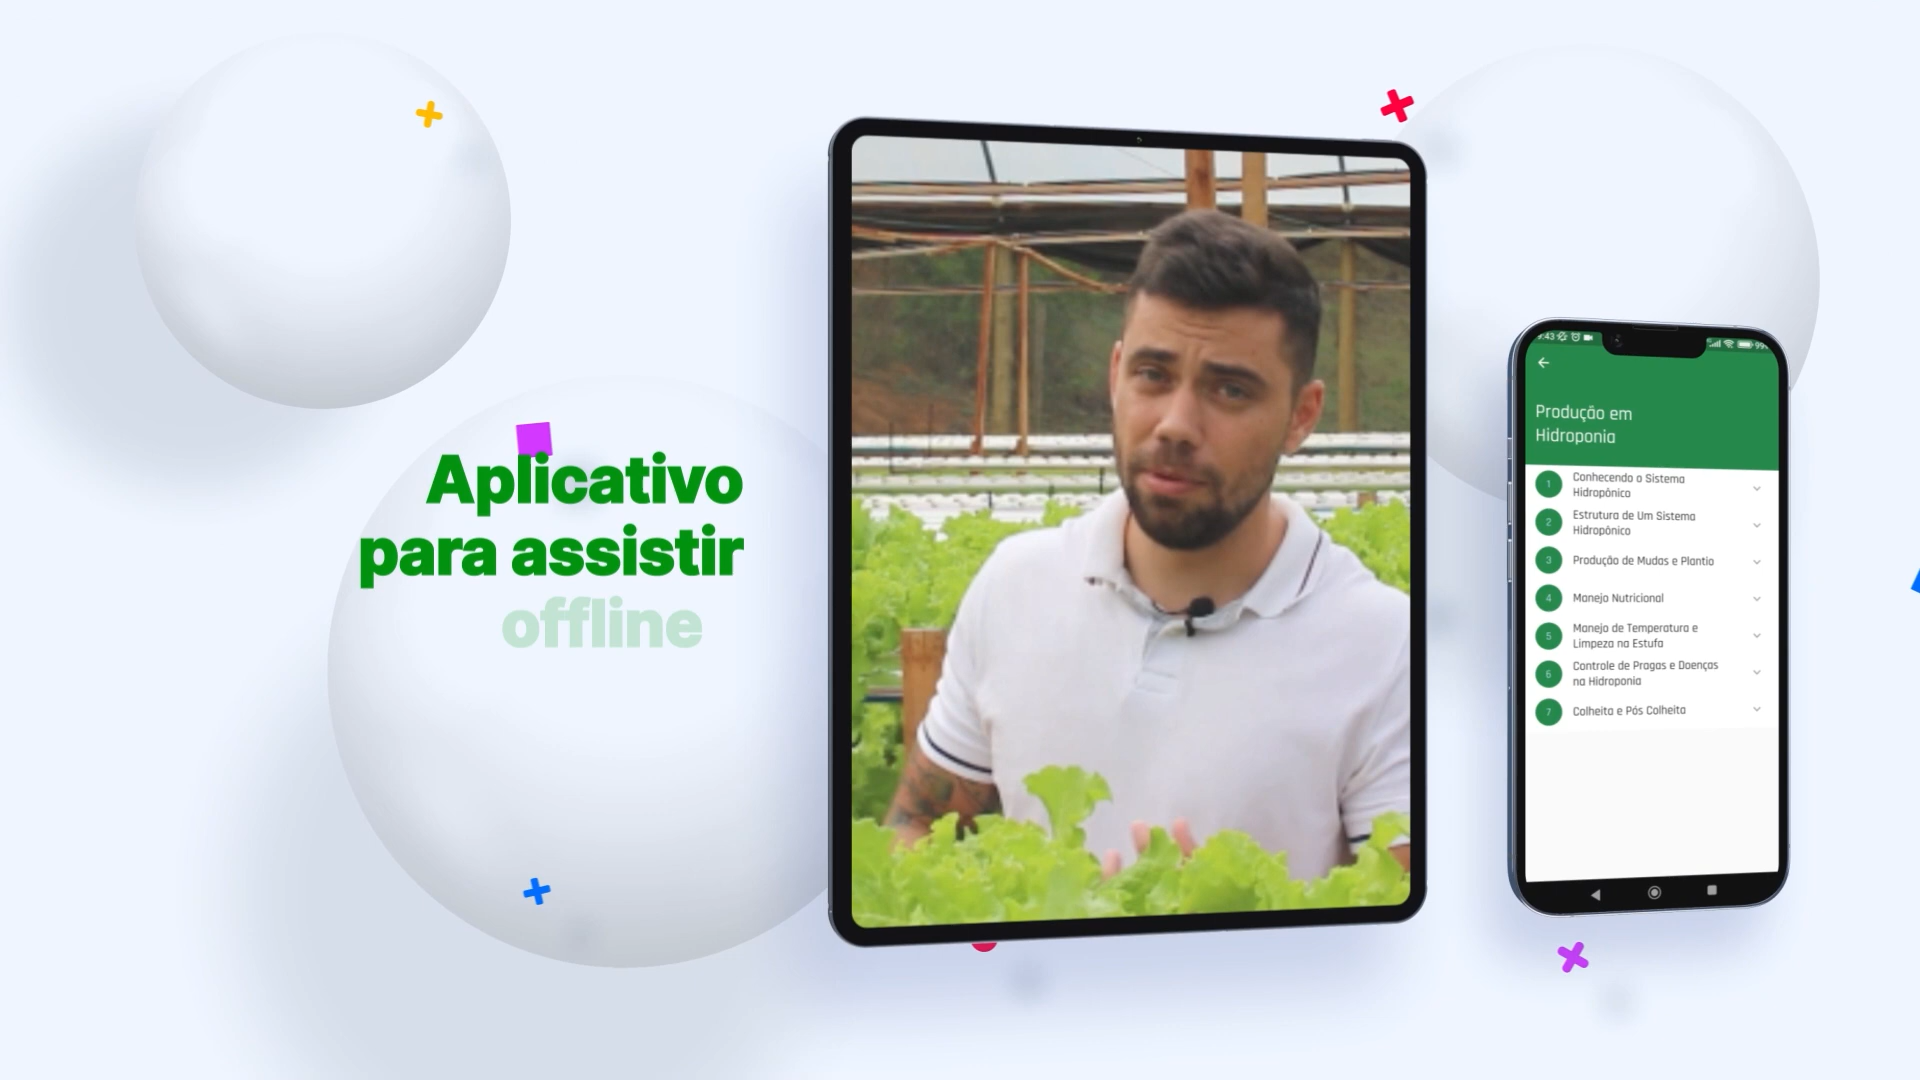 Aplicativo
para assistir
offline
Produção em
Hidroponia
1
Conhecendo o Sistema
Hidropônico
2
Estrutura de Um Sistema
Hidropônico
3
Produção de Mudas e Plantio
4
Manejo Nutricional
5
Manejo de Temperatura e
Limpeza na Estufa
6
Controle de Pragas e Doenças
na Hidroponia
7
Colheita e Pós Colheita